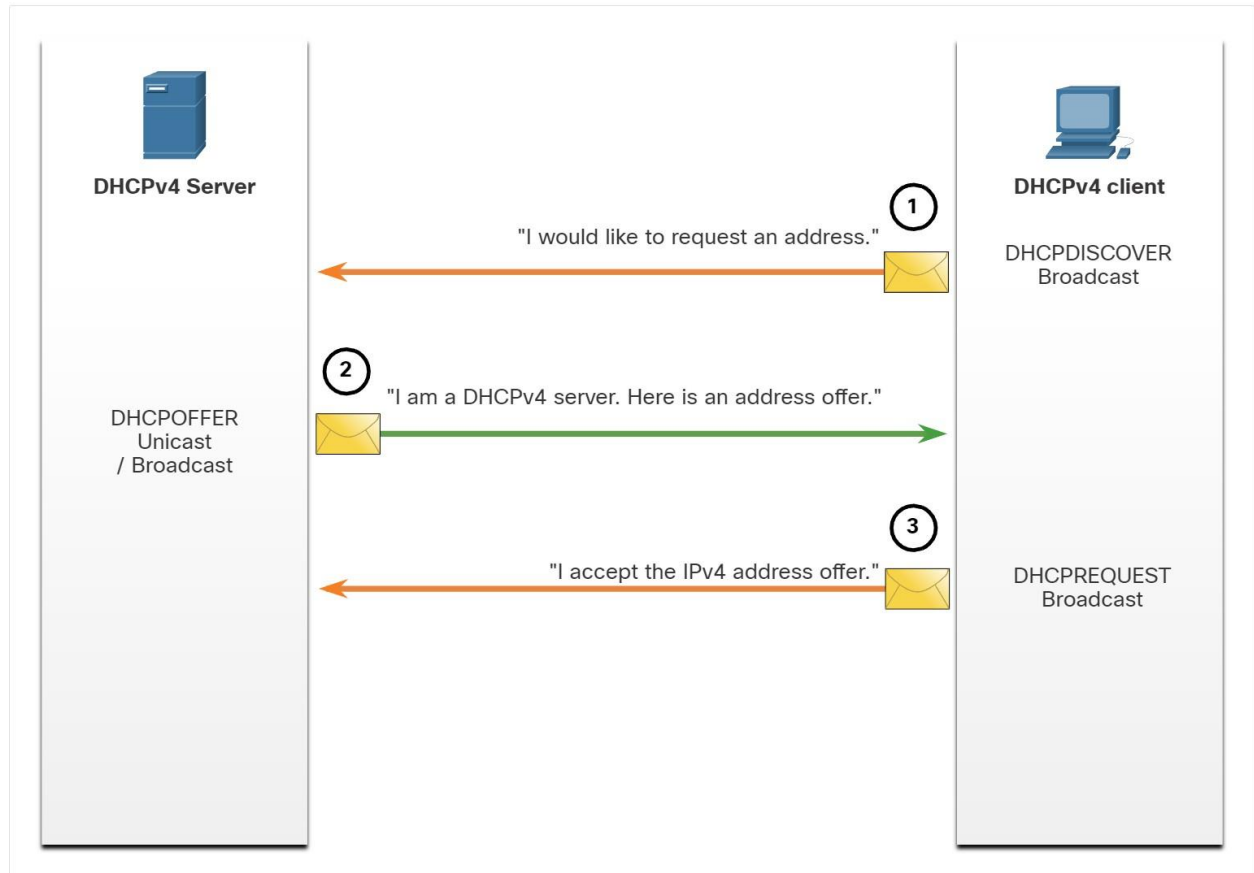 DHCPv4 Server
DHCPv4 client
1
"I would like to request an address."
DHCPDISCOVER
Broadcast
2
"I am a DHCPv4 server. Here is an address offer."
DHCPOFFER
Unicast
/ Broadcast
3
"I accept the IPv4 address offer."
DHCPREQUEST
Broadcast